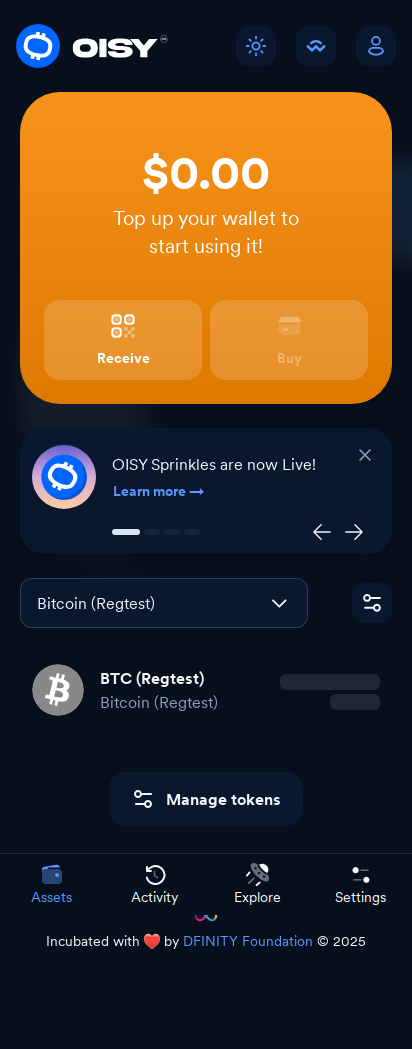 OISY
$0.00
Top up your wallet to
start using it!
Receive
Buy
OISY Sprinkles are now Live!
Learn more →
Bitcoin (Regtest)
BTC (Regtest)
Bitcoin (Regtest)
Manage tokens
Assets
Activity
Explore
Settings
Incubated with ❤️ by DFINITY Foundation © 2025